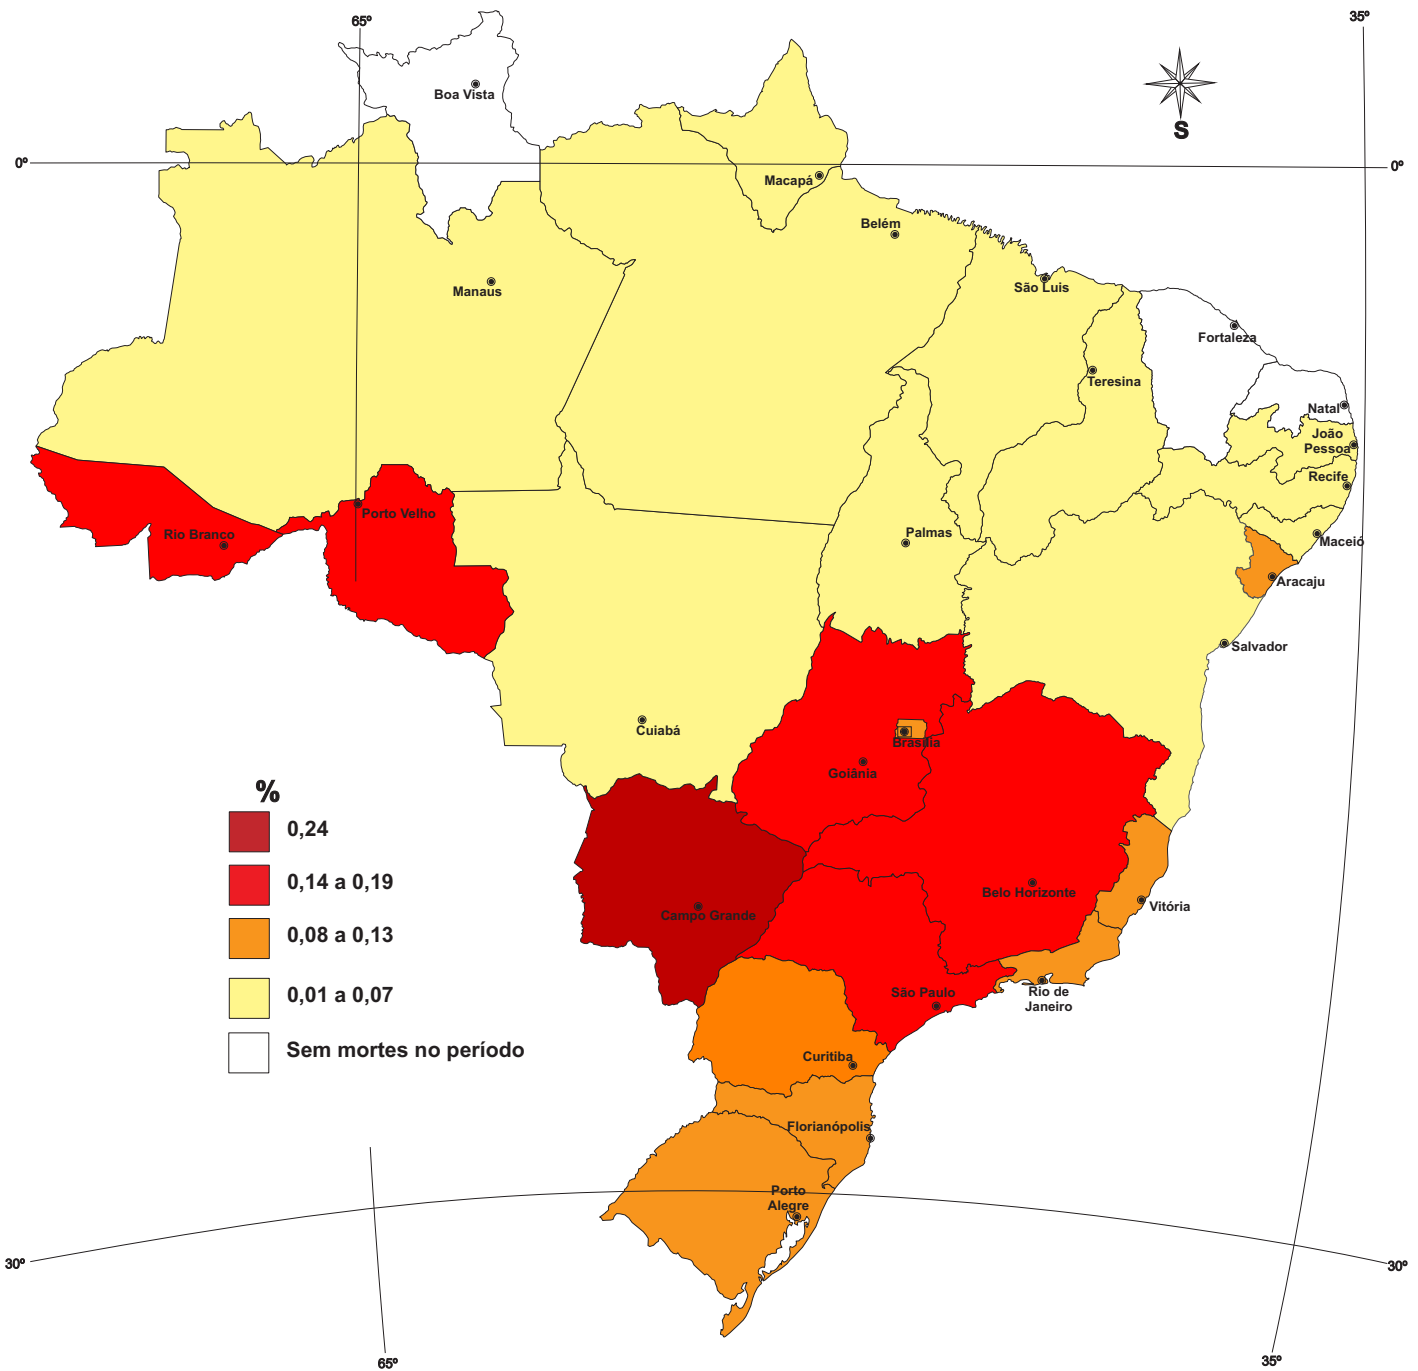 65º
35º
Boa Vista
S
0º
0º
Macapá
Belém
Manaus
São Luis
Fortaleza
Teresina
Natal
João
Pessoa
Recife
Porto Velho
Rio Branco
Palmas
Maceió
Aracaju
Salvador
Cuiabá
Brasília
Goiânia
%
0,24
0,14 a 0,19
0,08 a 0,13
0,01 a 0,07
Sem mortes no período
Belo Horizonte
Vitória
Campo Grande
São Paulo
Rio de
Janeiro
Curitiba
Florianópolis
Porto
Alegre
30º
30º
65º
35º